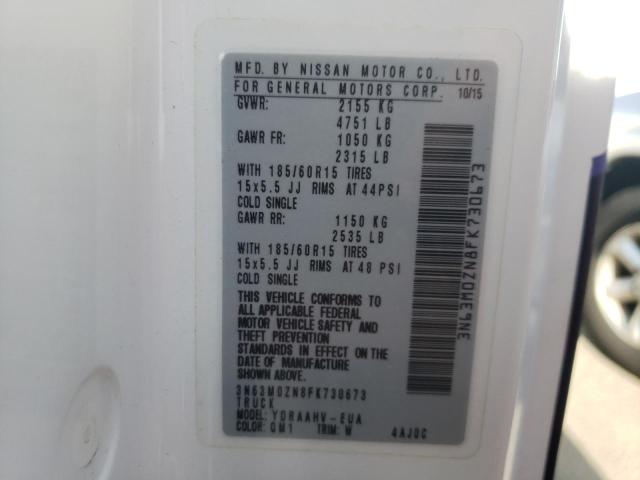 MFD. BY NISSAN MOTOR CO., LTD.
FOR GENERAL MOTORS CORP. 10/15
GVWR: 2155 KG
4751 LB
GAWR FR: 1050 KG
2315 LB
WITH 185/60R15 TIRES
15x5.5 JJ RIMS AT 44PSI
COLD SINGLE
GAWR RR: 1150 KG
2535 LB
WITH 185/60R15 TIRES
15x5.5 JJ RIMS AT 48 PSI
COLD SINGLE
THIS VEHICLE CONFORMS TO
ALL APPLICABLE FEDERAL
MOTOR VEHICLE SAFETY AND
THEFT PREVENTION
STANDARDS IN EFFECT ON THE
DATE OF MANUFACTURE
SHOWN ABOVE.
3N63M0ZN8FK730673
TRUCK
MODEL: YDRAAHV-EUA
COLOR: QM1 TRIM: W 4AJ0C
3N63M0ZN8FK730673